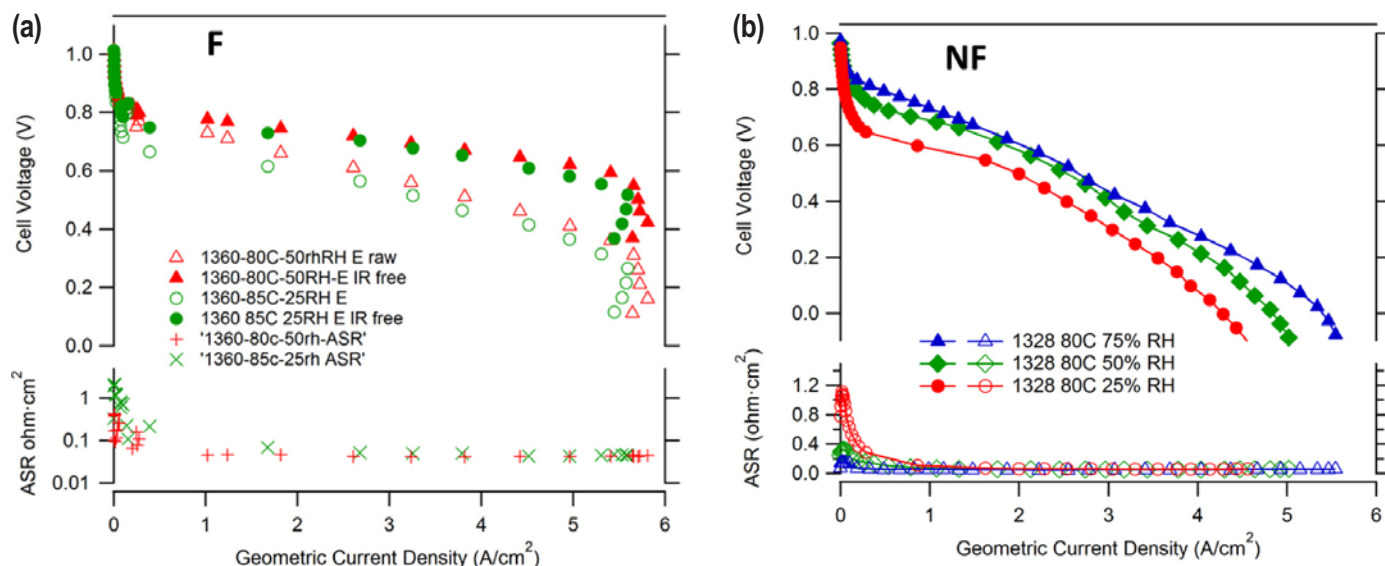 (a)
F
1.0
0.8
0.6
0.4
0.2
0.0
Cell Voltage (V)
1360-80C-50rhRH E raw
1360-80C-50RH-E IR free
1360-85C-25RH E
1360 85C 25RH E IR free
'1360-80c-50rh-ASR'
'1360-85c-25rh ASR'
1
0.1
0.01
ASR ohm·cm2
0 1 2 3 4 5 6
Geometric Current Density (A/cm2)
(b)
NF
1.0
0.8
0.6
0.4
0.2
0.0
Cell Voltage (V)
1328 80C 75% RH
1328 80C 50% RH
1328 80C 25% RH
1.2
0.8
0.4
0.0
ASR (ohm·cm2)
0 1 2 3 4 5 6
Geometric Current Density (A/cm2)